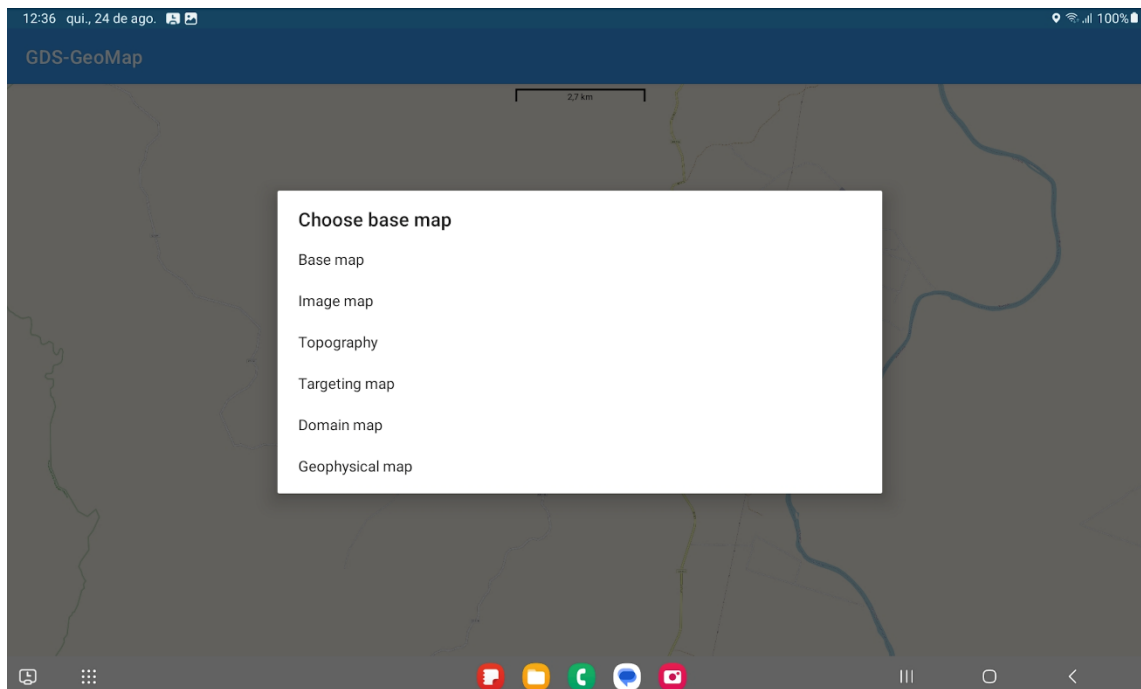 12:36 qui., 24 de ago. 100%
GDS-GeoMap
2,7 km
Choose base map
Base map
Image map
Topography
Targeting map
Domain map
Geophysical map